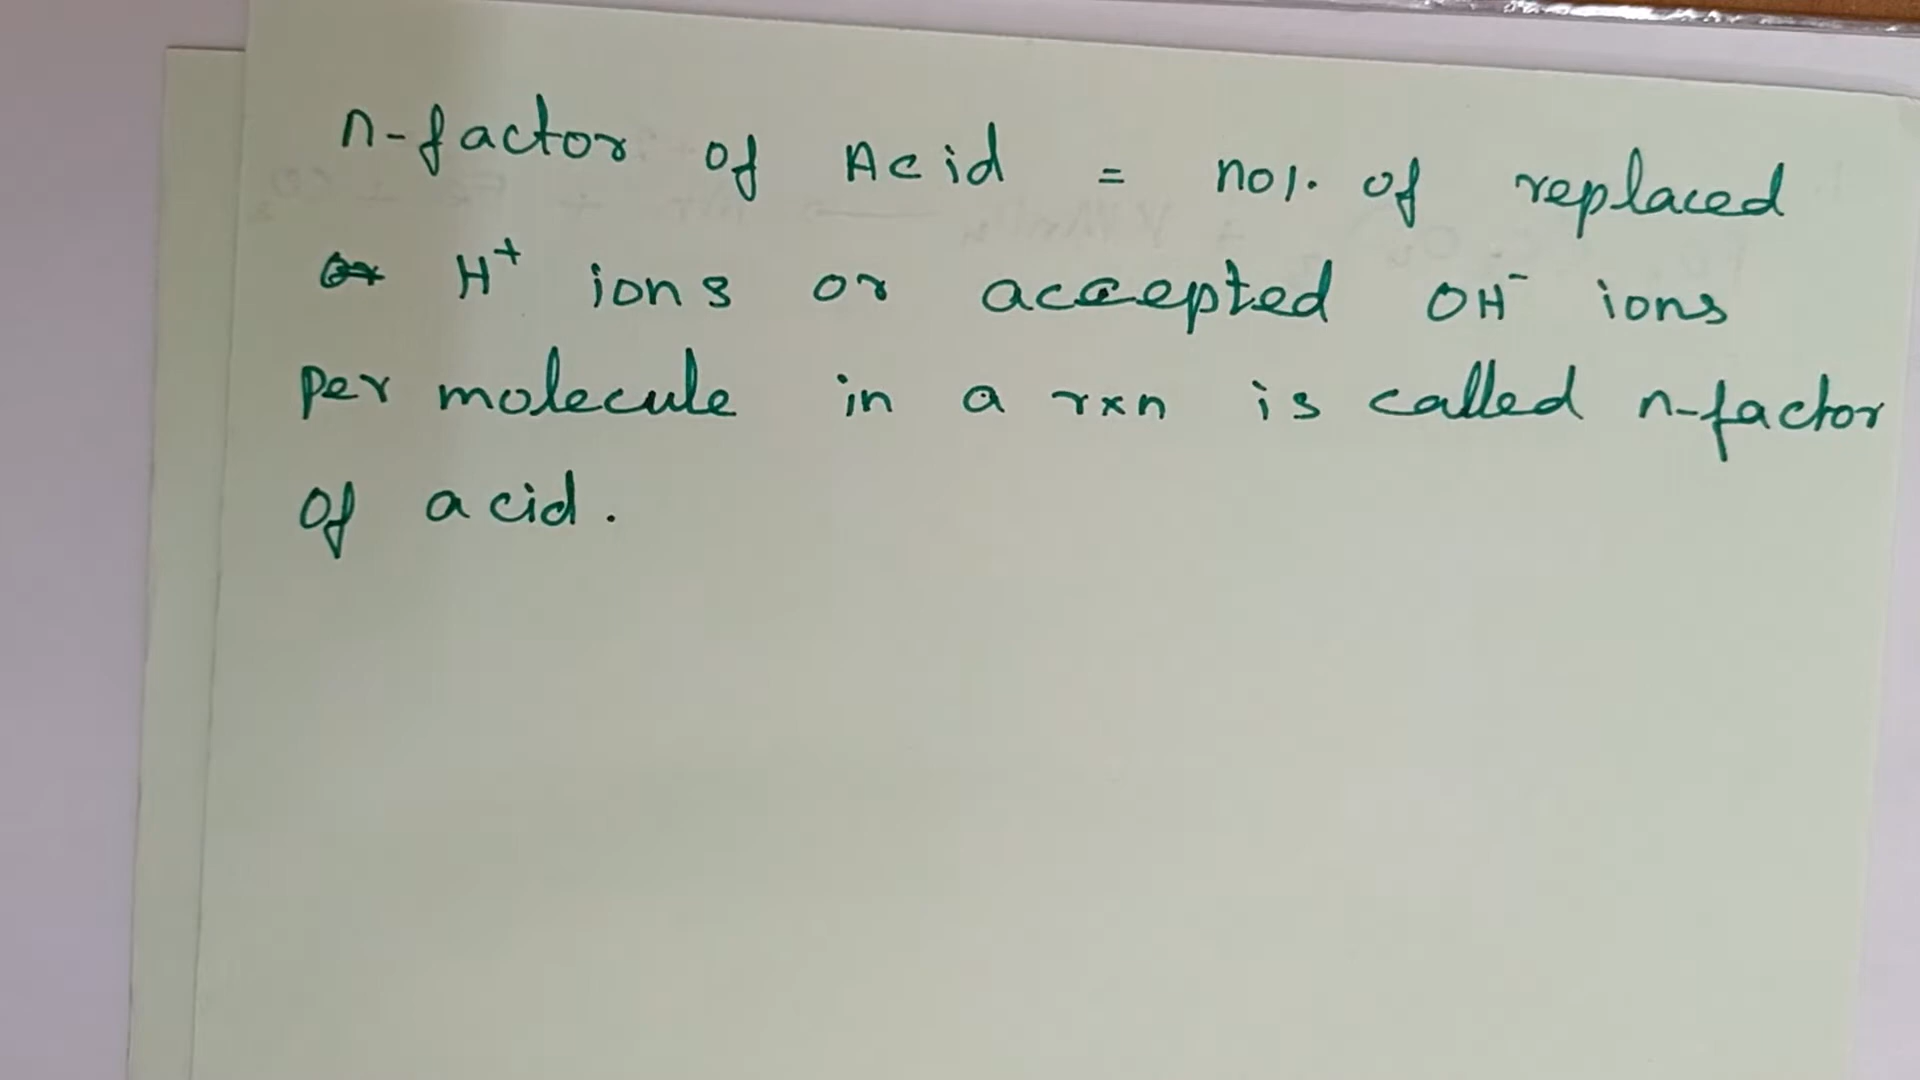 n-factor of Acid = no1. of replaced
H⁺ ions or accepted OH⁻ ions
per molecule in a rxn is called n-factor
of acid.